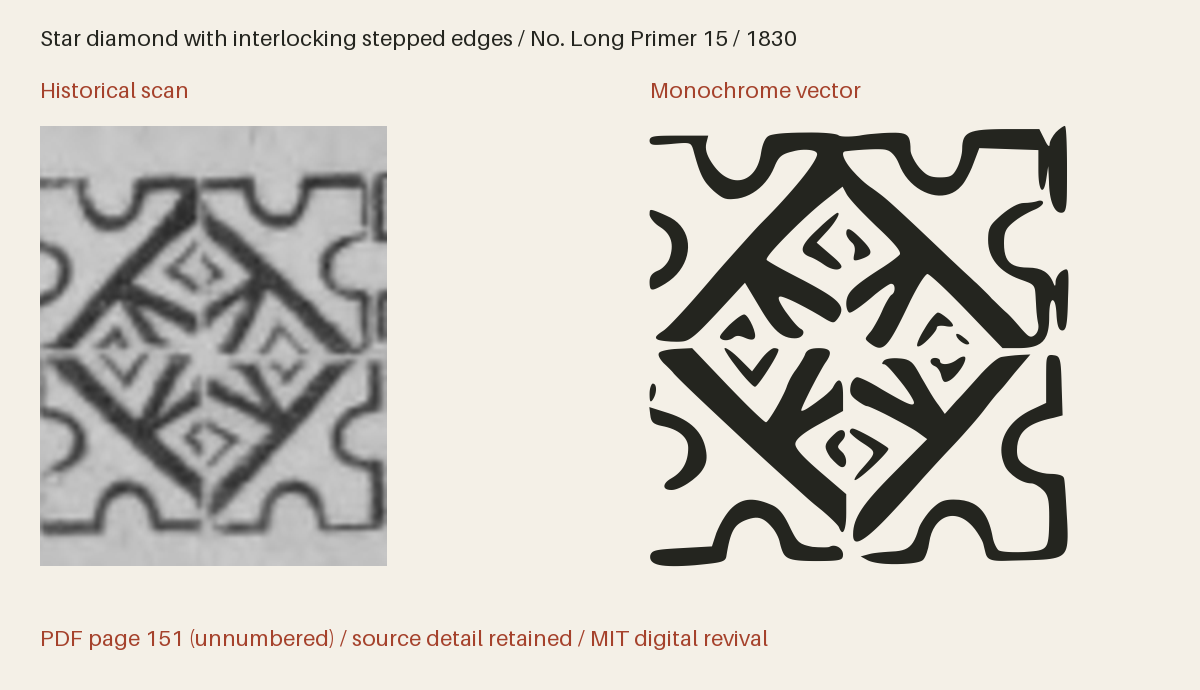 Star diamond with interlocking stepped edges / No. Long Primer 15 / 1830
Historical scan
Monochrome vector
PDF page 151 (unnumbered) / source detail retained / MIT digital revival